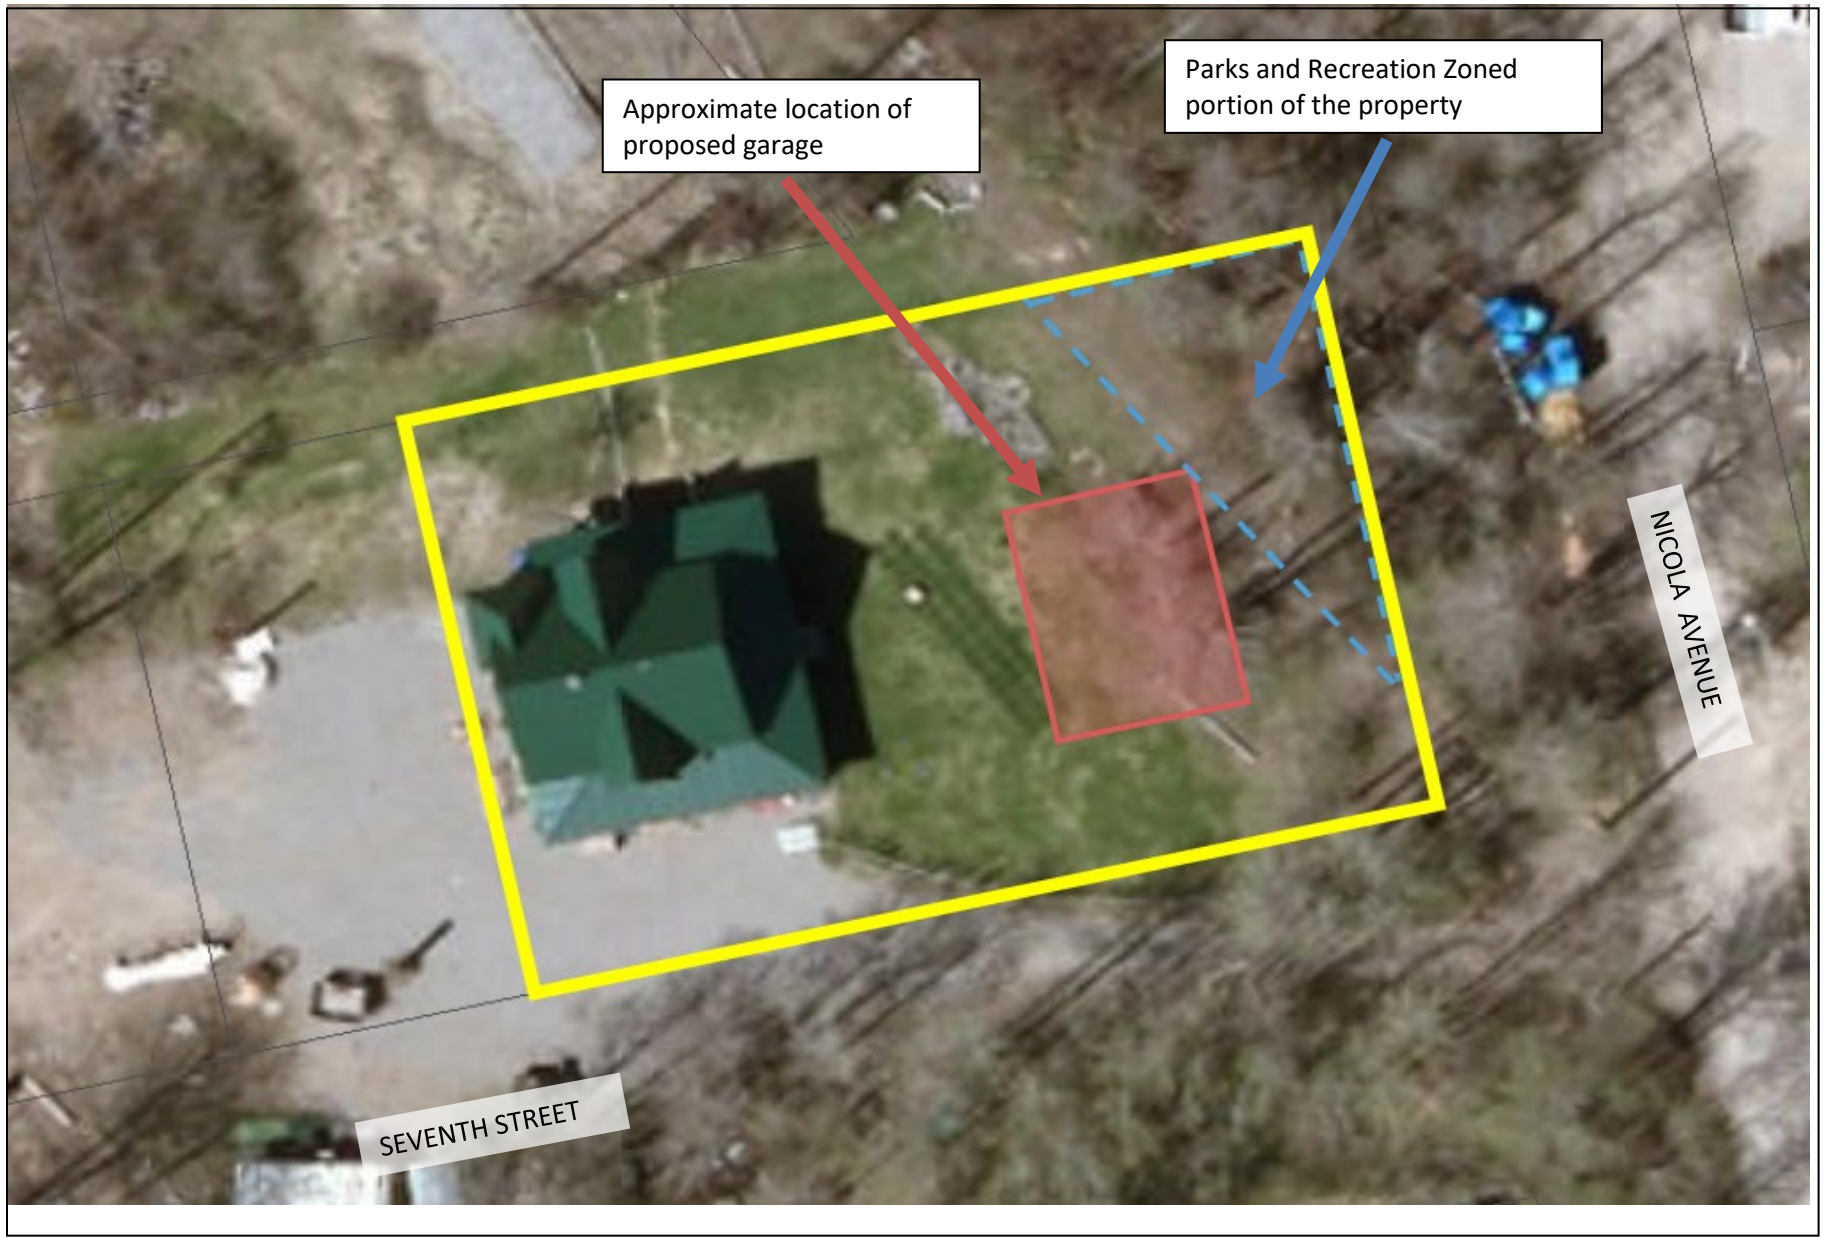 Approximate location of
proposed garage
Parks and Recreation Zoned
portion of the property
NICOLA AVENUE
SEVENTH STREET